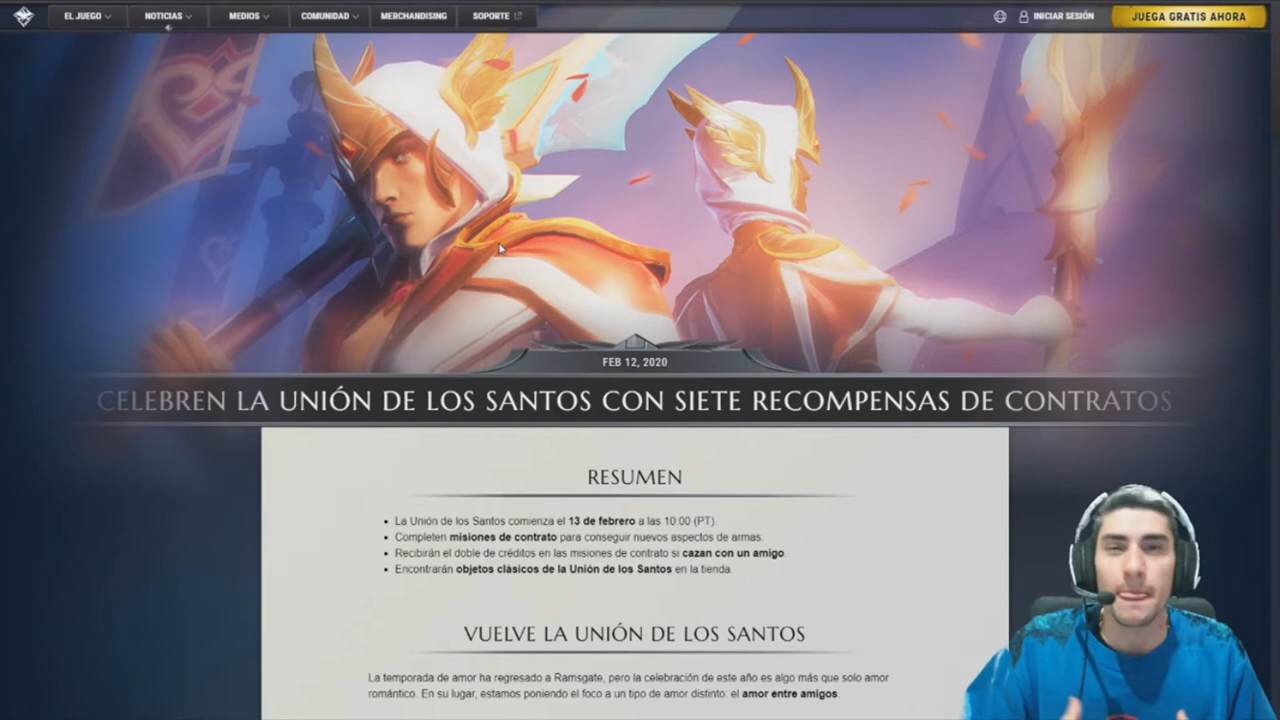 EL JUEGO
NOTICIAS
MEDIOS
COMUNIDAD
MERCHANDISING
SOPORTE
INICIAR SESIÓN
JUEGA GRATIS AHORA
FEB 12, 2020
CELEBREN LA UNIÓN DE LOS SANTOS CON SIETE RECOMPENSAS DE CONTRATOS
RESUMEN
• La Unión de los Santos comienza el 13 de febrero a las 10:00 (PT).
• Completen misiones de contrato para conseguir nuevos aspectos de armas.
• Recibirán el doble de créditos en las misiones de contrato si cazan con un amigo.
• Encontrarán objetos clásicos de la Unión de los Santos en la tienda.
VUELVE LA UNIÓN DE LOS SANTOS
La temporada de amor ha regresado a Ramsgate, pero la celebración de este año es algo más que solo amor
romántico. En su lugar, estamos poniendo el foco a un tipo de amor distinto: el amor entre amigos.